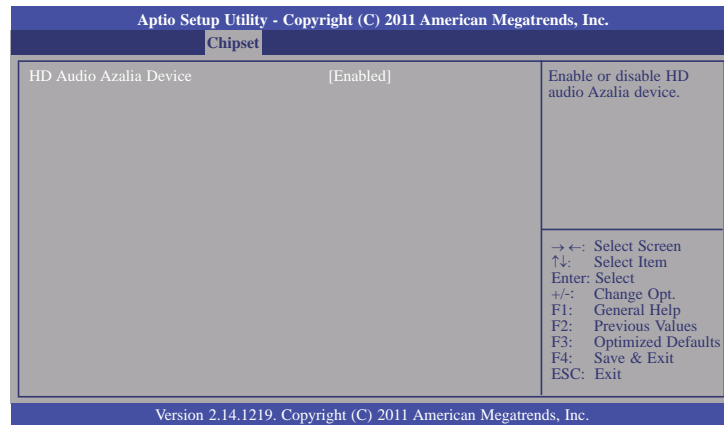 Aptio Setup Utility - Copyright (C) 2011 American Megatrends, Inc.
Chipset
HD Audio Azalia Device [Enabled]
Enable or disable HD
audio Azalia device.
→←: Select Screen
↑↓: Select Item
Enter: Select
+/-: Change Opt.
F1: General Help
F2: Previous Values
F3: Optimized Defaults
F4: Save & Exit
ESC: Exit
Version 2.14.1219. Copyright (C) 2011 American Megatrends, Inc.